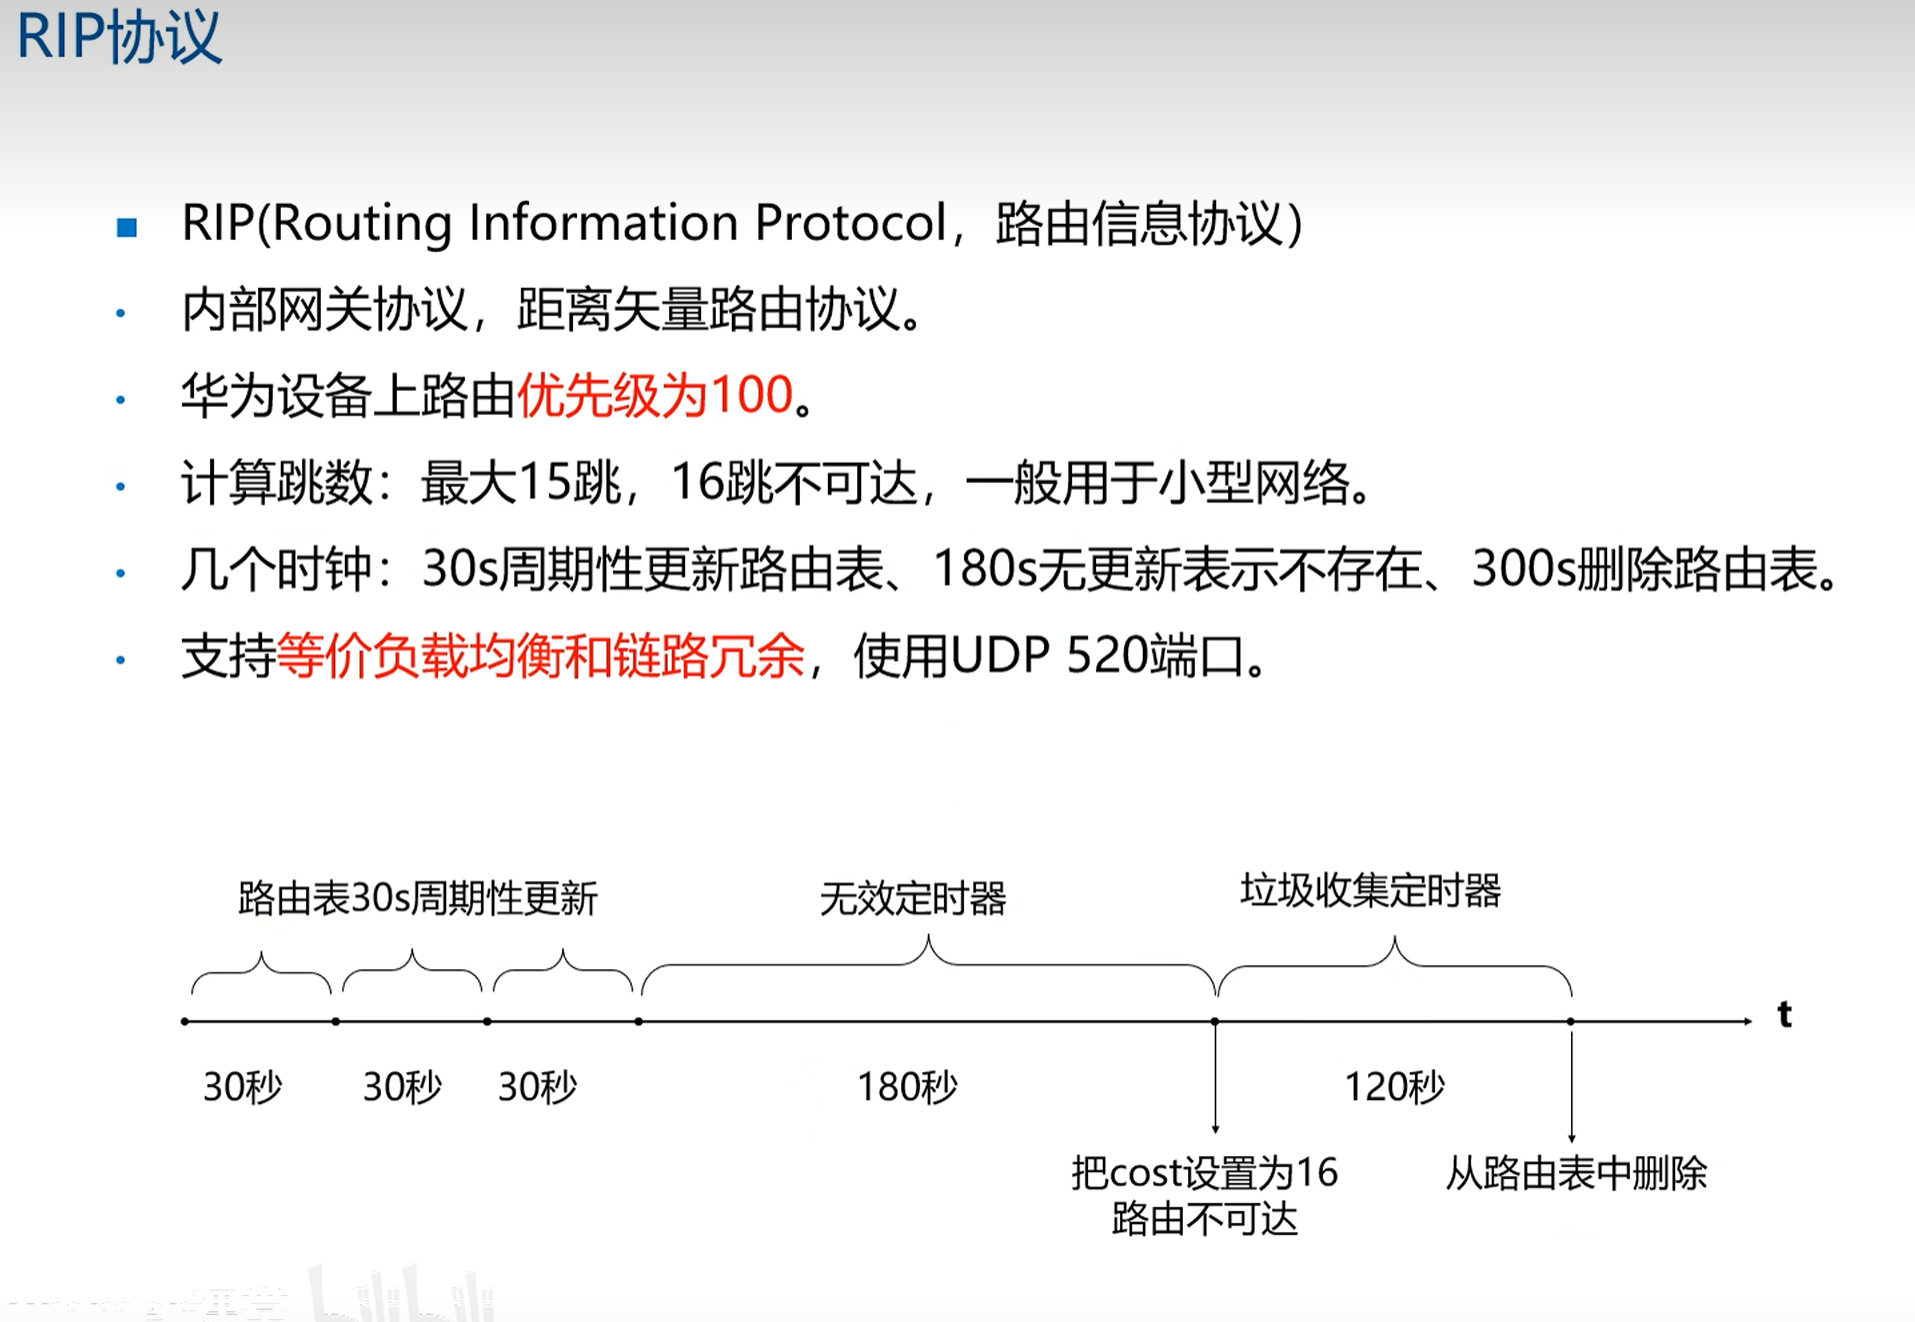 RIP协议
RIP(Routing Information Protocol，路由信息协议）
内部网关协议，距离矢量路由协议。
华为设备上路由优先级为100。
计算跳数：最大15跳，16跳不可达，一般用于小型网络。
几个时钟：30s周期性更新路由表、180s无更新表示不存在、300s删除路由表。
支持等价负载均衡和链路冗余，使用UDP 520端口。
路由表30s周期性更新
无效定时器
垃圾收集定时器
t
30秒
30秒
30秒
180秒
120秒
把cost设置为16
路由不可达
从路由表中删除